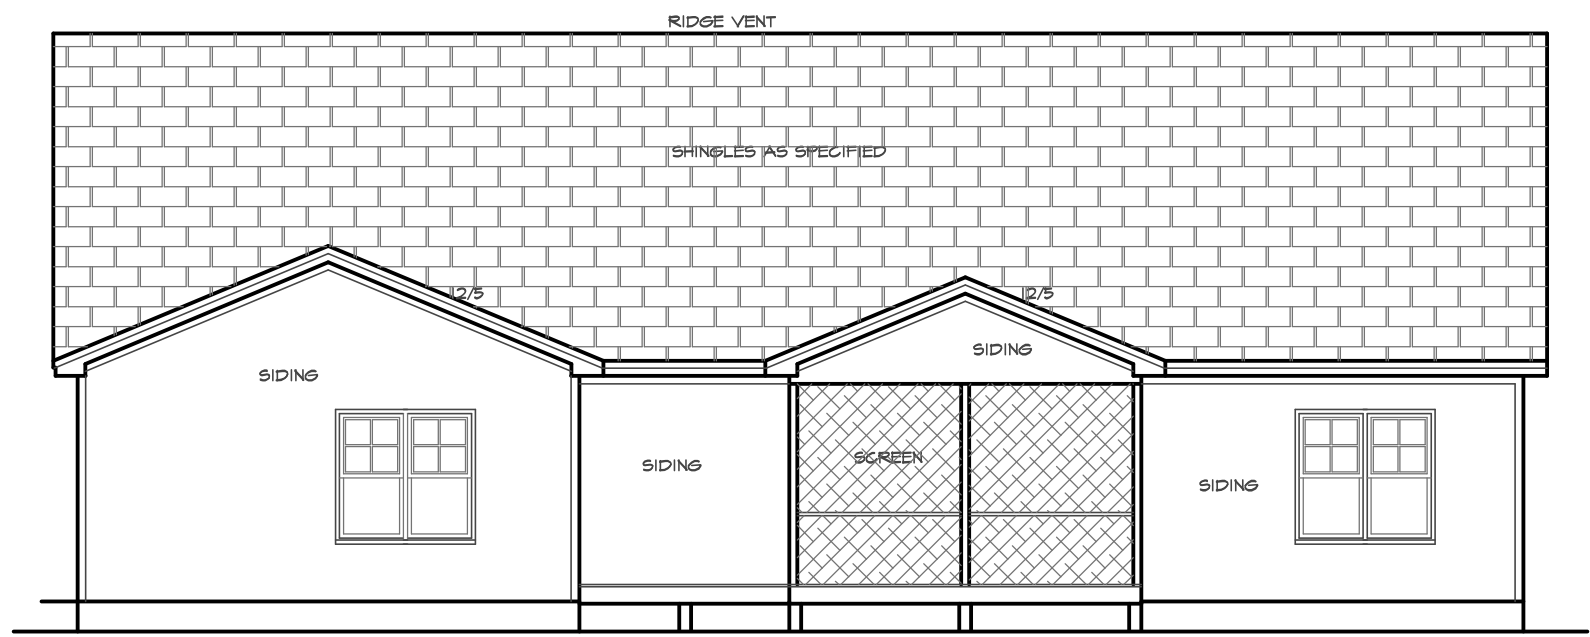 RIDGE VENT
SHINGLES AS SPECIFIED
12/5
12/5
SIDING
SIDING
SCREEN
SIDING
SIDING